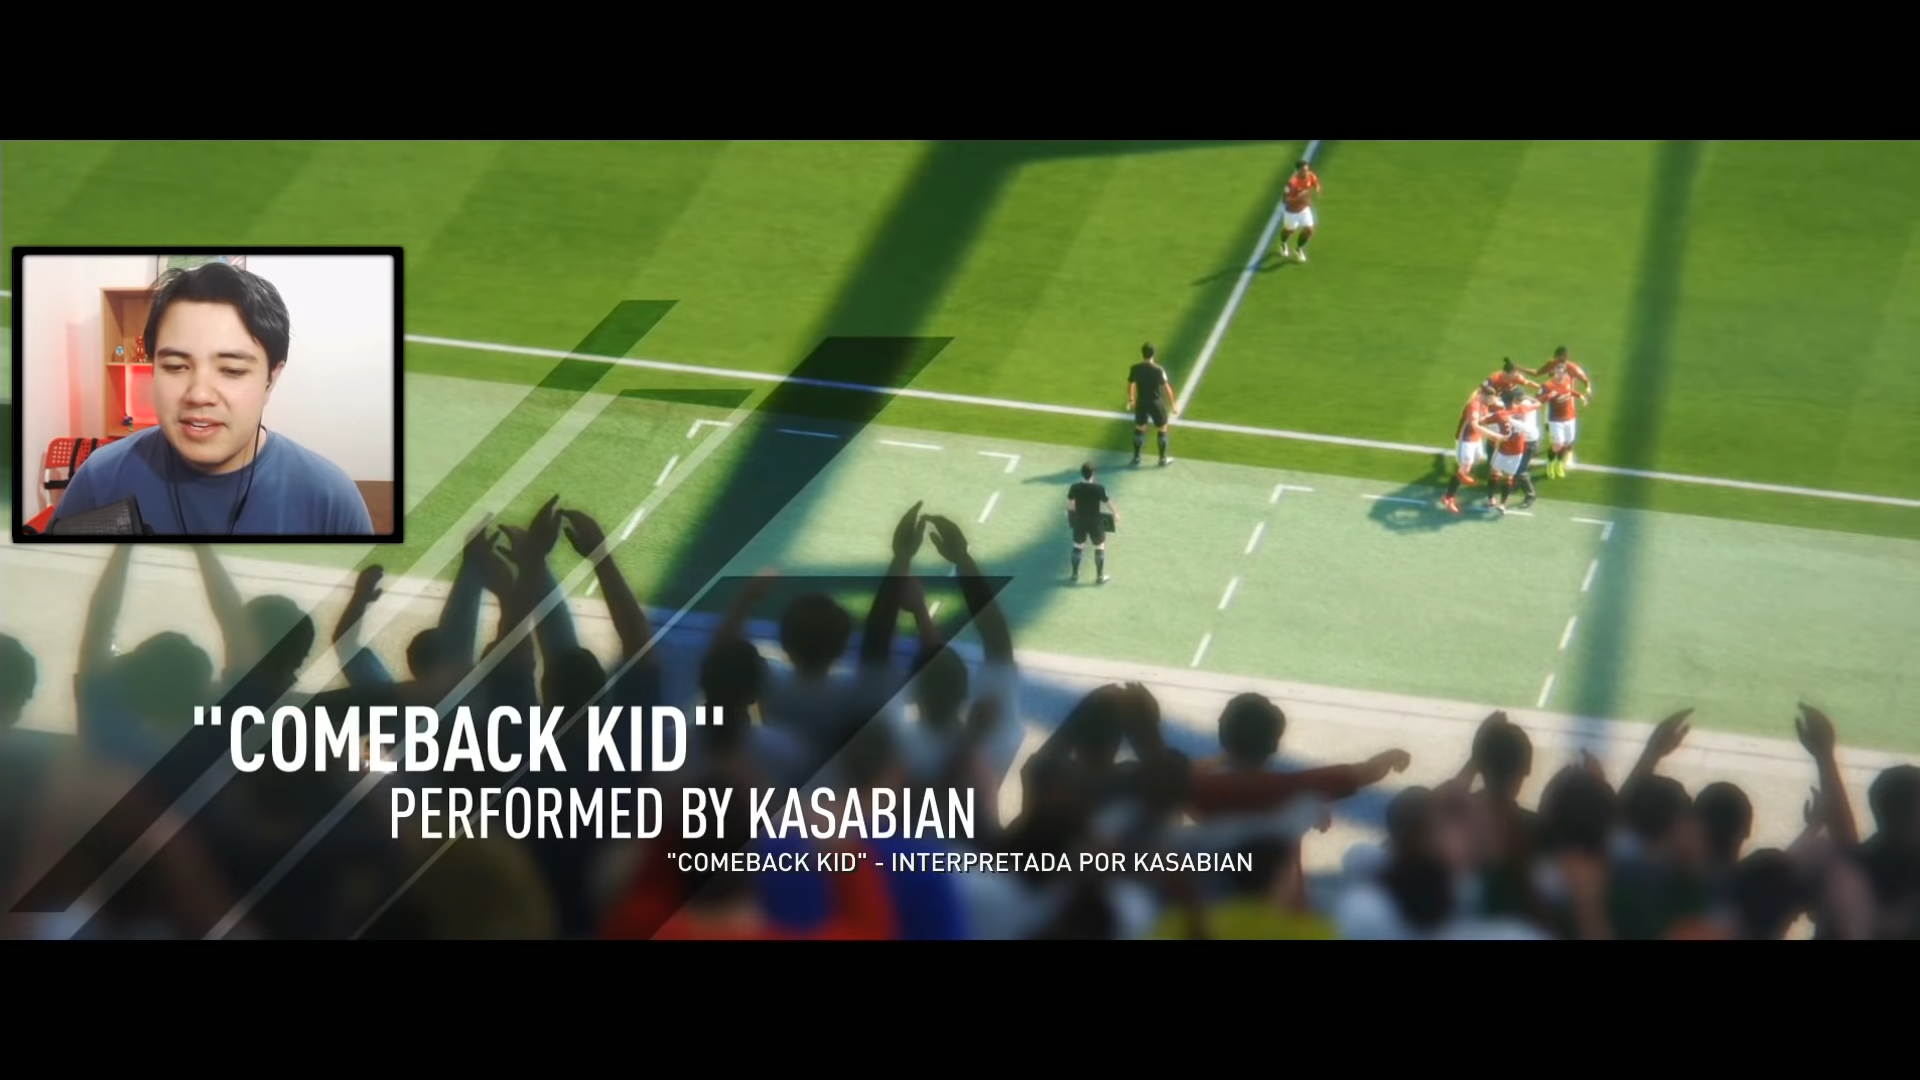 "COMEBACK KID"
PERFORMED BY KASABIAN
"COMEBACK KID" - INTERPRETADA POR KASABIAN